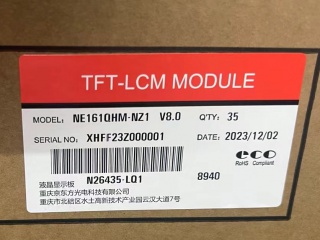 TFT-LCM MODULE
MODEL: NE161QHM-NZ1 V8.0 Q'TY: 35
SERIAL NO: XHFF23Z000001 DATE: 2023/12/02
eco
RoHS Compliant
液晶显示板 N26435-LQ1 8940
重庆京东方光电科技有限公司
重庆市北碚区水土高新技术产业园云汉大道7号